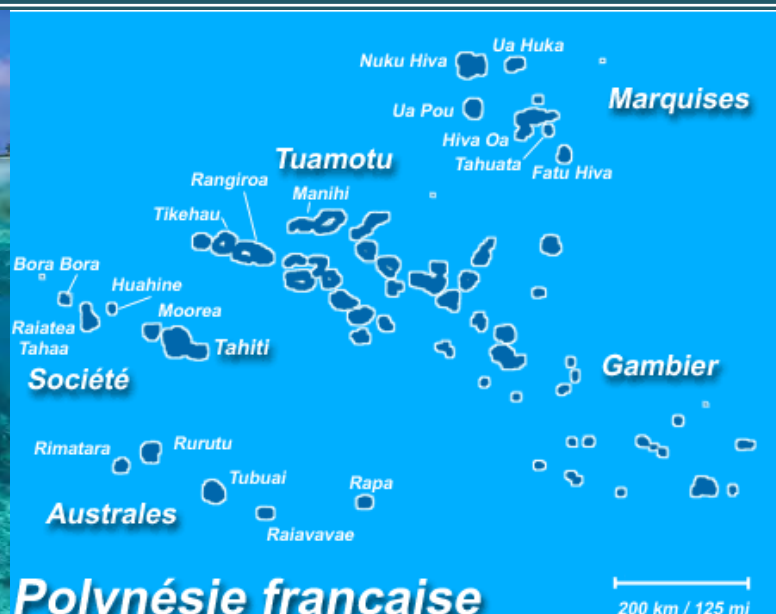 Nuku Hiva
Ua Huka
Marquises
Ua Pou
Hiva Oa
Tahuata
Fatu Hiva
Tuamotu
Rangiroa
Manihi
Tikehau
Bora Bora
Huahine
Moorea
Raiatea
Tahaa
Tahiti
Société
Gambier
Rimatara
Rurutu
Tubuai
Rapa
Raiavavae
Australes
Polynésie française
200 km / 125 mi